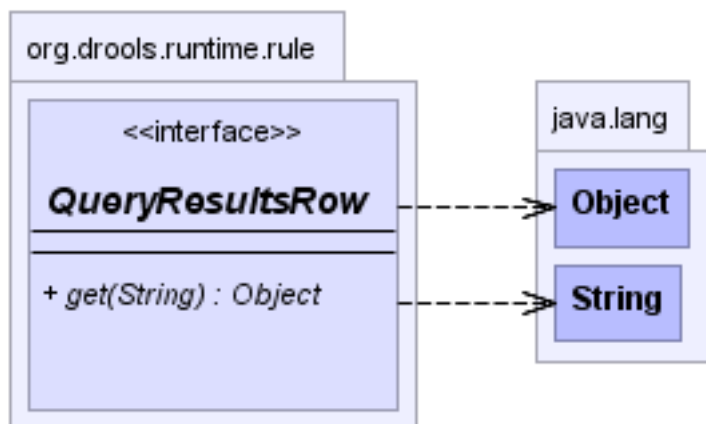 org.drools.runtime.rule
<<interface>>
QueryResultsRow
+ get(String) : Object
java.lang
Object
String